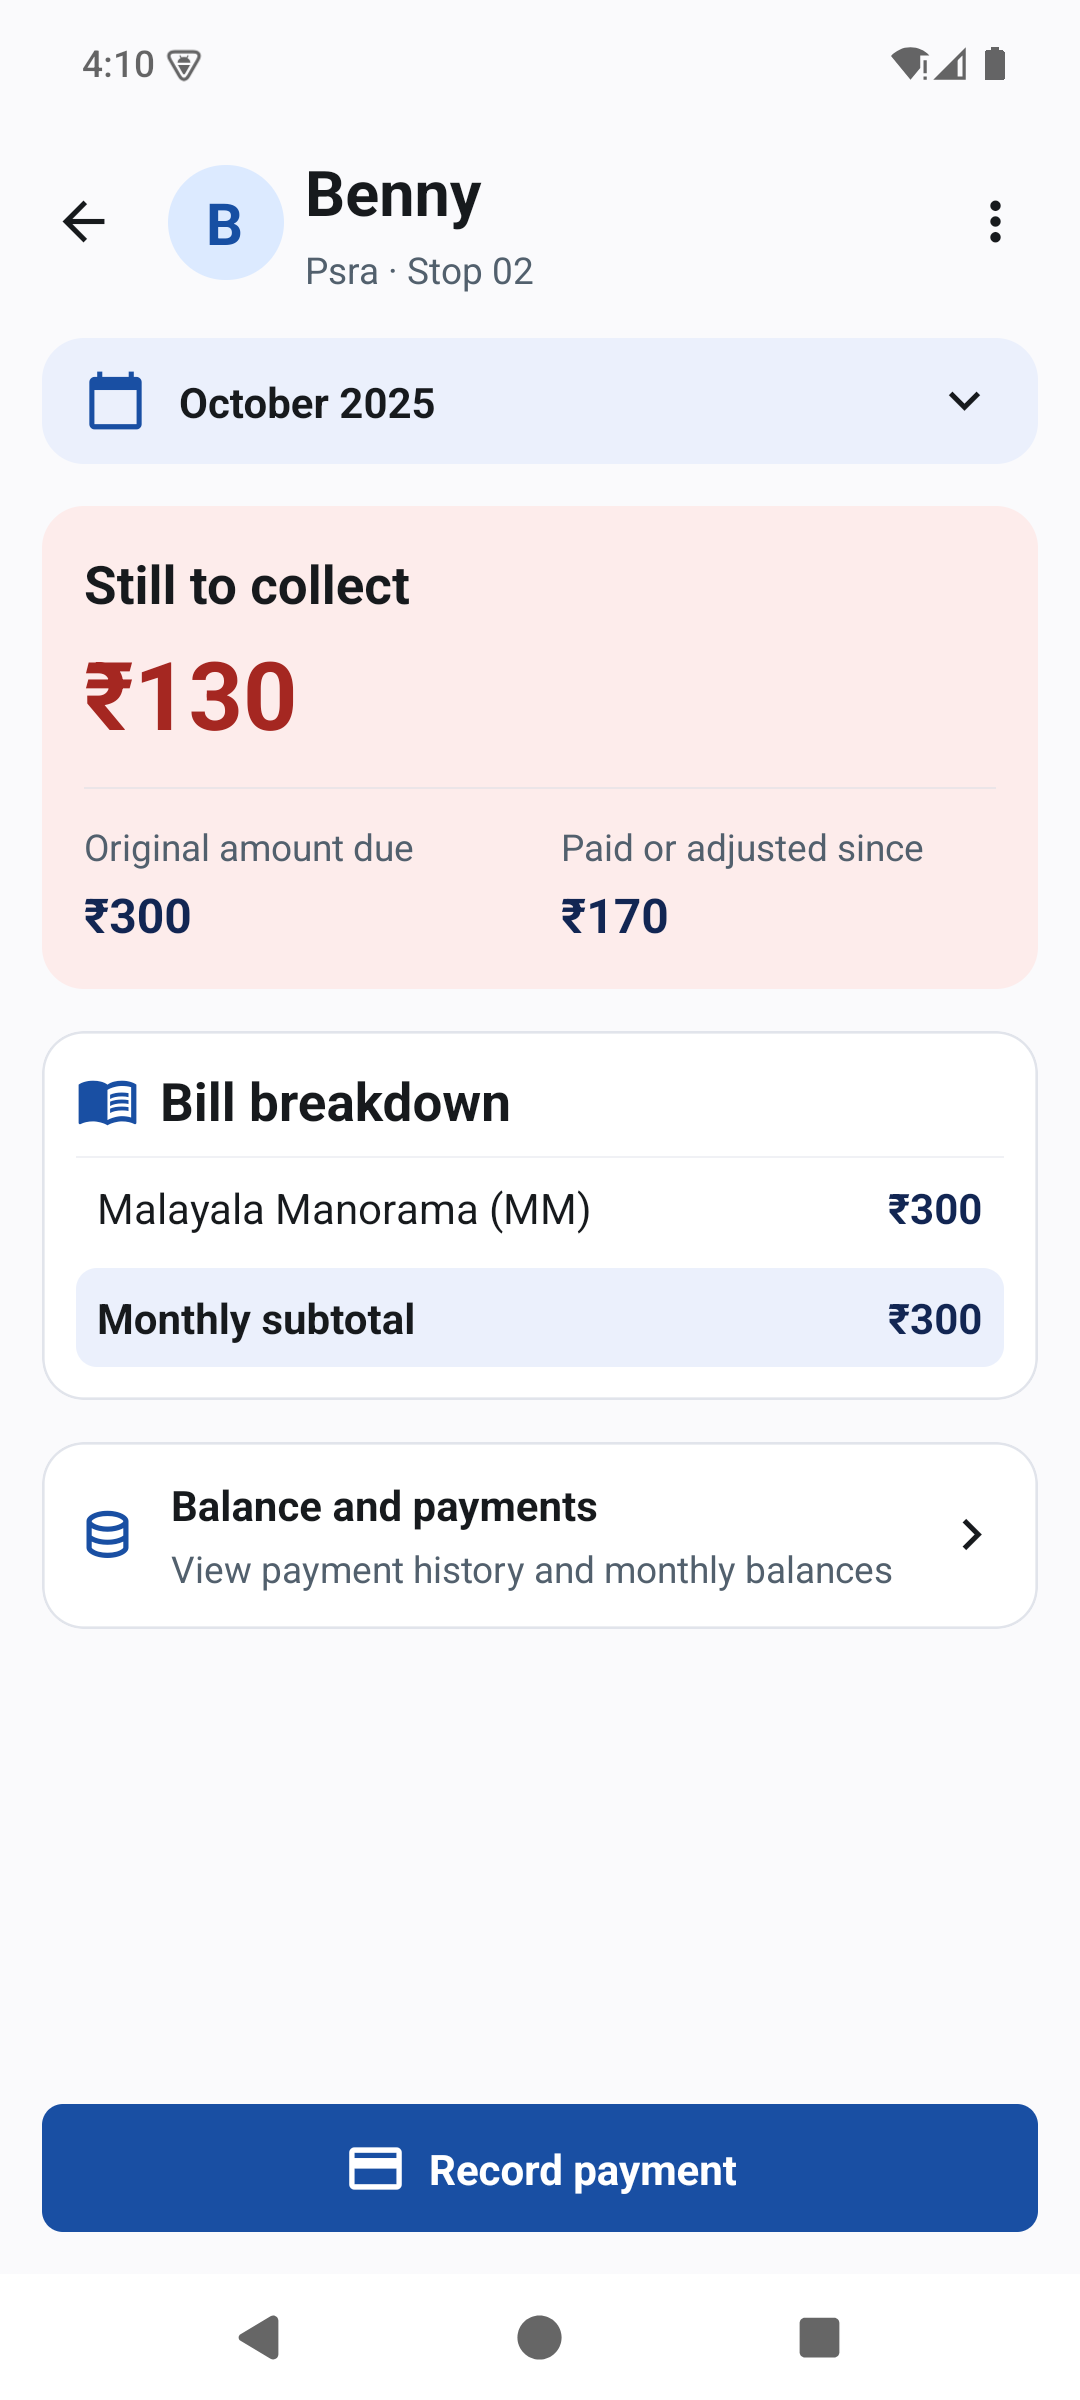 4:10
B
Benny
Psra · Stop 02
October 2025
Still to collect
₹130
Original amount due
Paid or adjusted since
₹300
₹170
Bill breakdown
Malayala Manorama (MM) ₹300
Monthly subtotal ₹300
Balance and payments
View payment history and monthly balances
Record payment